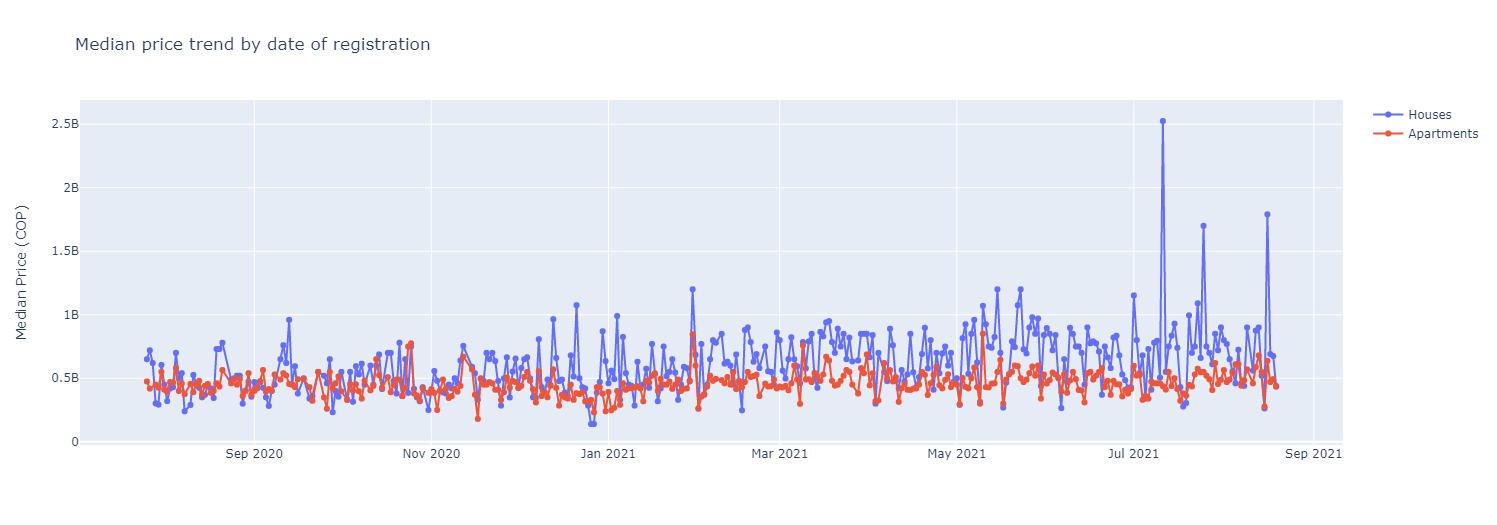 Median price trend by date of registration
Houses
Apartments
Median Price (COP)
2.5B
2B
1.5B
1B
0.5B
0
Sep 2020
Nov 2020
Jan 2021
Mar 2021
May 2021
Jul 2021
Sep 2021